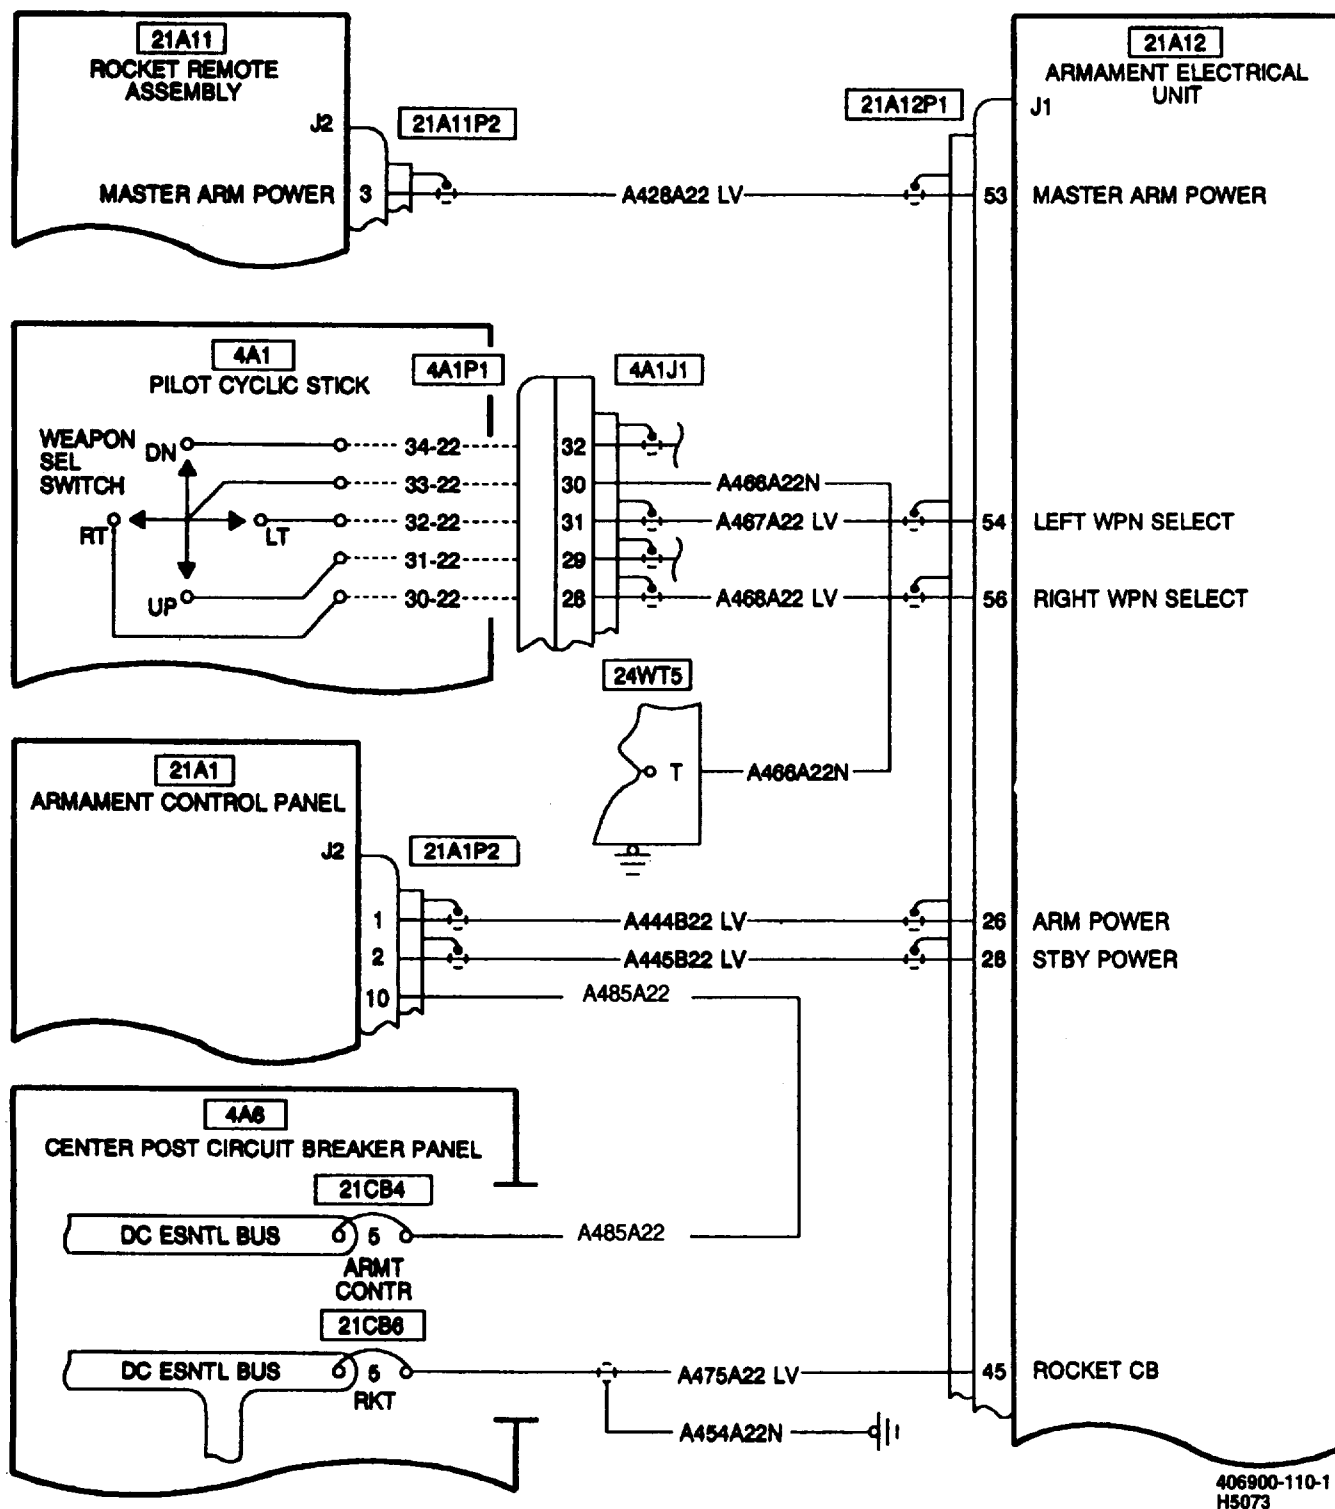 21A11
ROCKET REMOTE
ASSEMBLY
J2
21A11P2
MASTER ARM POWER
3
A428A22 LV
21A12
ARMAMENT ELECTRICAL
UNIT
21A12P1
J1
53
MASTER ARM POWER
4A1
PILOT CYCLIC STICK
4A1P1
4A1J1
WEAPON
SEL
SWITCH
DN
RT
LT
UP
34-22
32
33-22
30
A466A22N
32-22
31
A467A22 LV
54
LEFT WPN SELECT
31-22
29
30-22
28
A468A22 LV
56
RIGHT WPN SELECT
24WT5
T
A466A22N
21A1
ARMAMENT CONTROL PANEL
J2
21A1P2
1
A444B22 LV
26
ARM POWER
2
A445B22 LV
28
STBY POWER
10
A485A22
4A6
CENTER POST CIRCUIT BREAKER PANEL
21CB4
DC ESNTL BUS
5
A485A22
ARMT
CONTR
21CB6
DC ESNTL BUS
5
RKT
A475A22 LV
45
ROCKET CB
A454A22N
406900-110-1
H5073